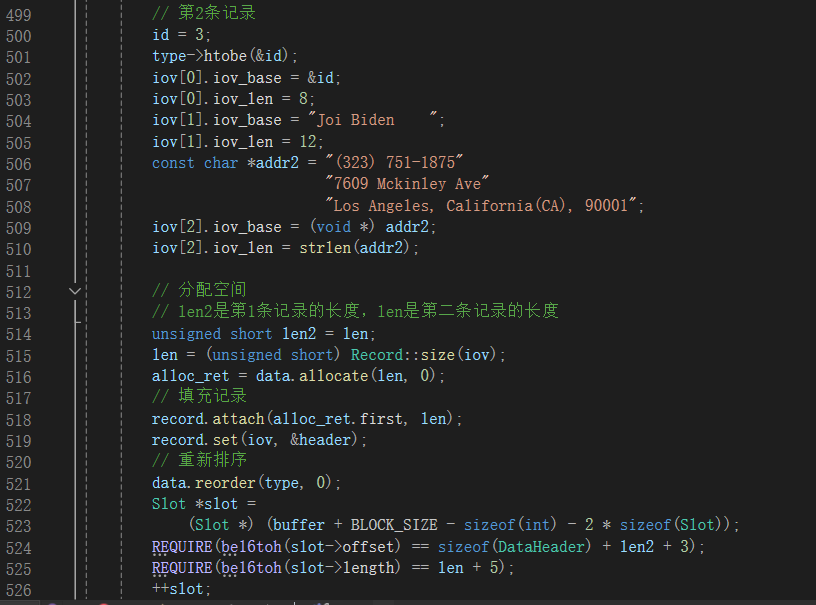 499 // 第2条记录
500 id = 3;
501 type->htobe(&id);
502 iov[0].iov_base = &id;
503 iov[0].iov_len = 8;
504 iov[1].iov_base = "Joi Biden    ";
505 iov[1].iov_len = 12;
506 const char *addr2 = "(323) 751-1875"
507 "7609 Mckinley Ave"
508 "Los Angeles, California(CA), 90001";
509 iov[2].iov_base = (void *) addr2;
510 iov[2].iov_len = strlen(addr2);
511
512 // 分配空间
513 // len2是第1条记录的长度，len是第二条记录的长度
514 unsigned short len2 = len;
515 len = (unsigned short) Record::size(iov);
516 alloc_ret = data.allocate(len, 0);
517 // 填充记录
518 record.attach(alloc_ret.first, len);
519 record.set(iov, &header);
520 // 重新排序
521 data.reorder(type, 0);
522 Slot *slot =
523 (Slot *) (buffer + BLOCK_SIZE - sizeof(int) - 2 * sizeof(Slot));
524 REQUIRE(be16toh(slot->offset) == sizeof(DataHeader) + len2 + 3);
525 REQUIRE(be16toh(slot->length) == len + 5);
526 ++slot;